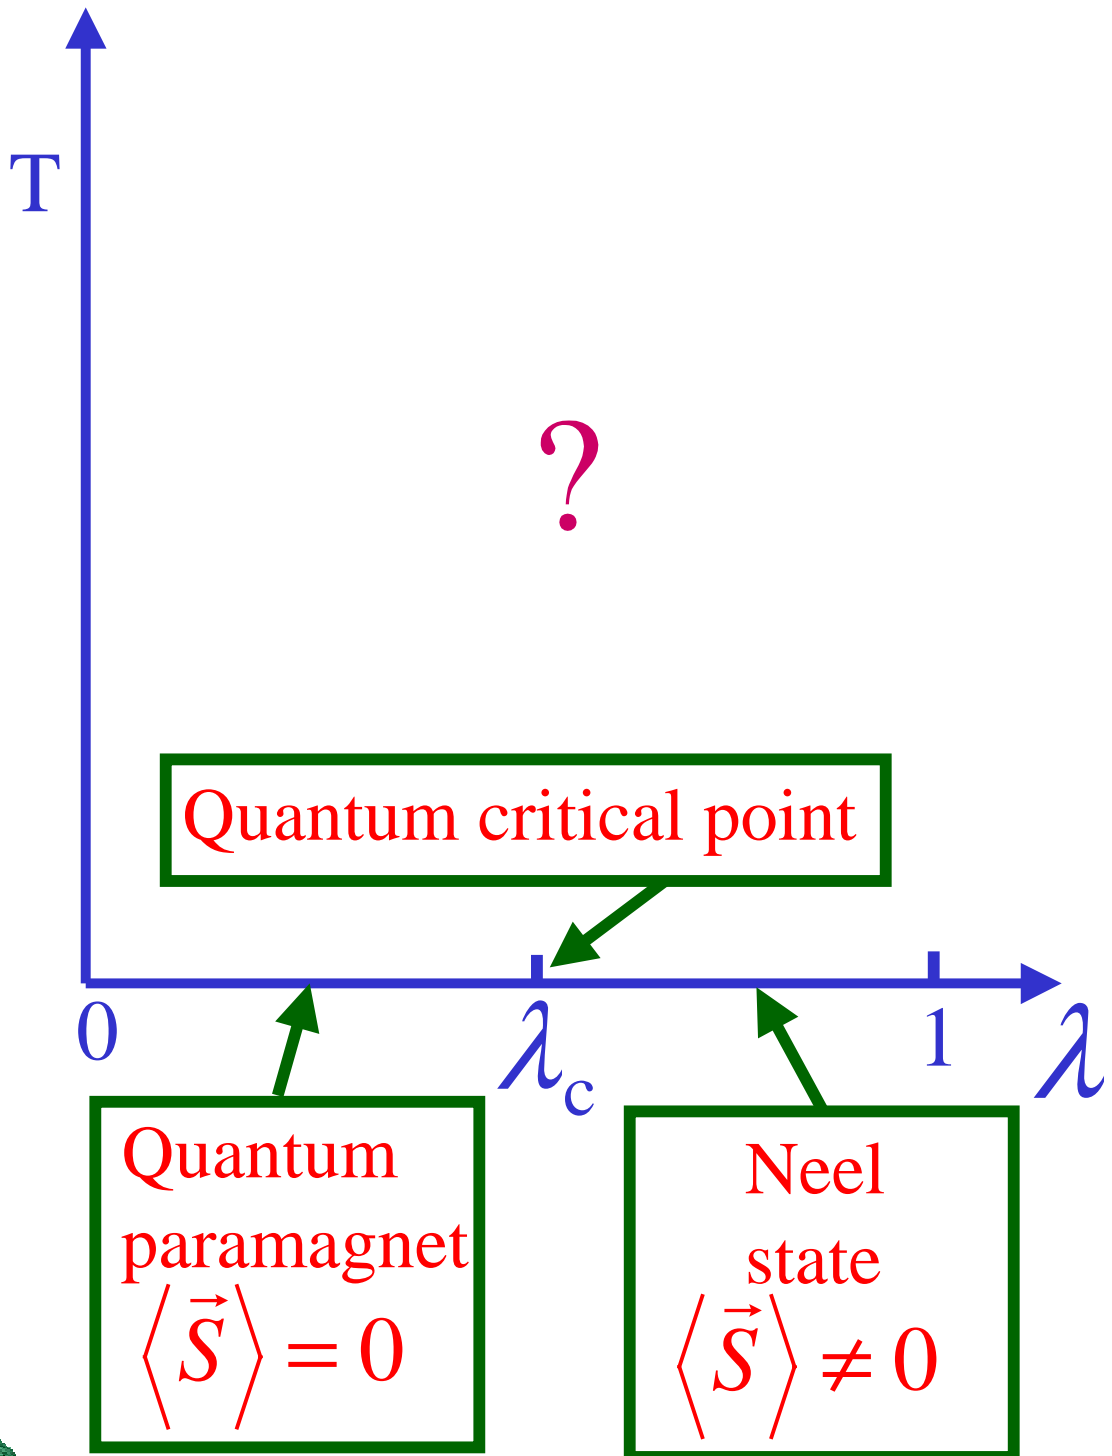 T
?
Quantum critical point
0
λc
1
λ
Quantum
paramagnet
⟨S⃗⟩ = 0
Neel
state
⟨S⃗⟩ ≠ 0